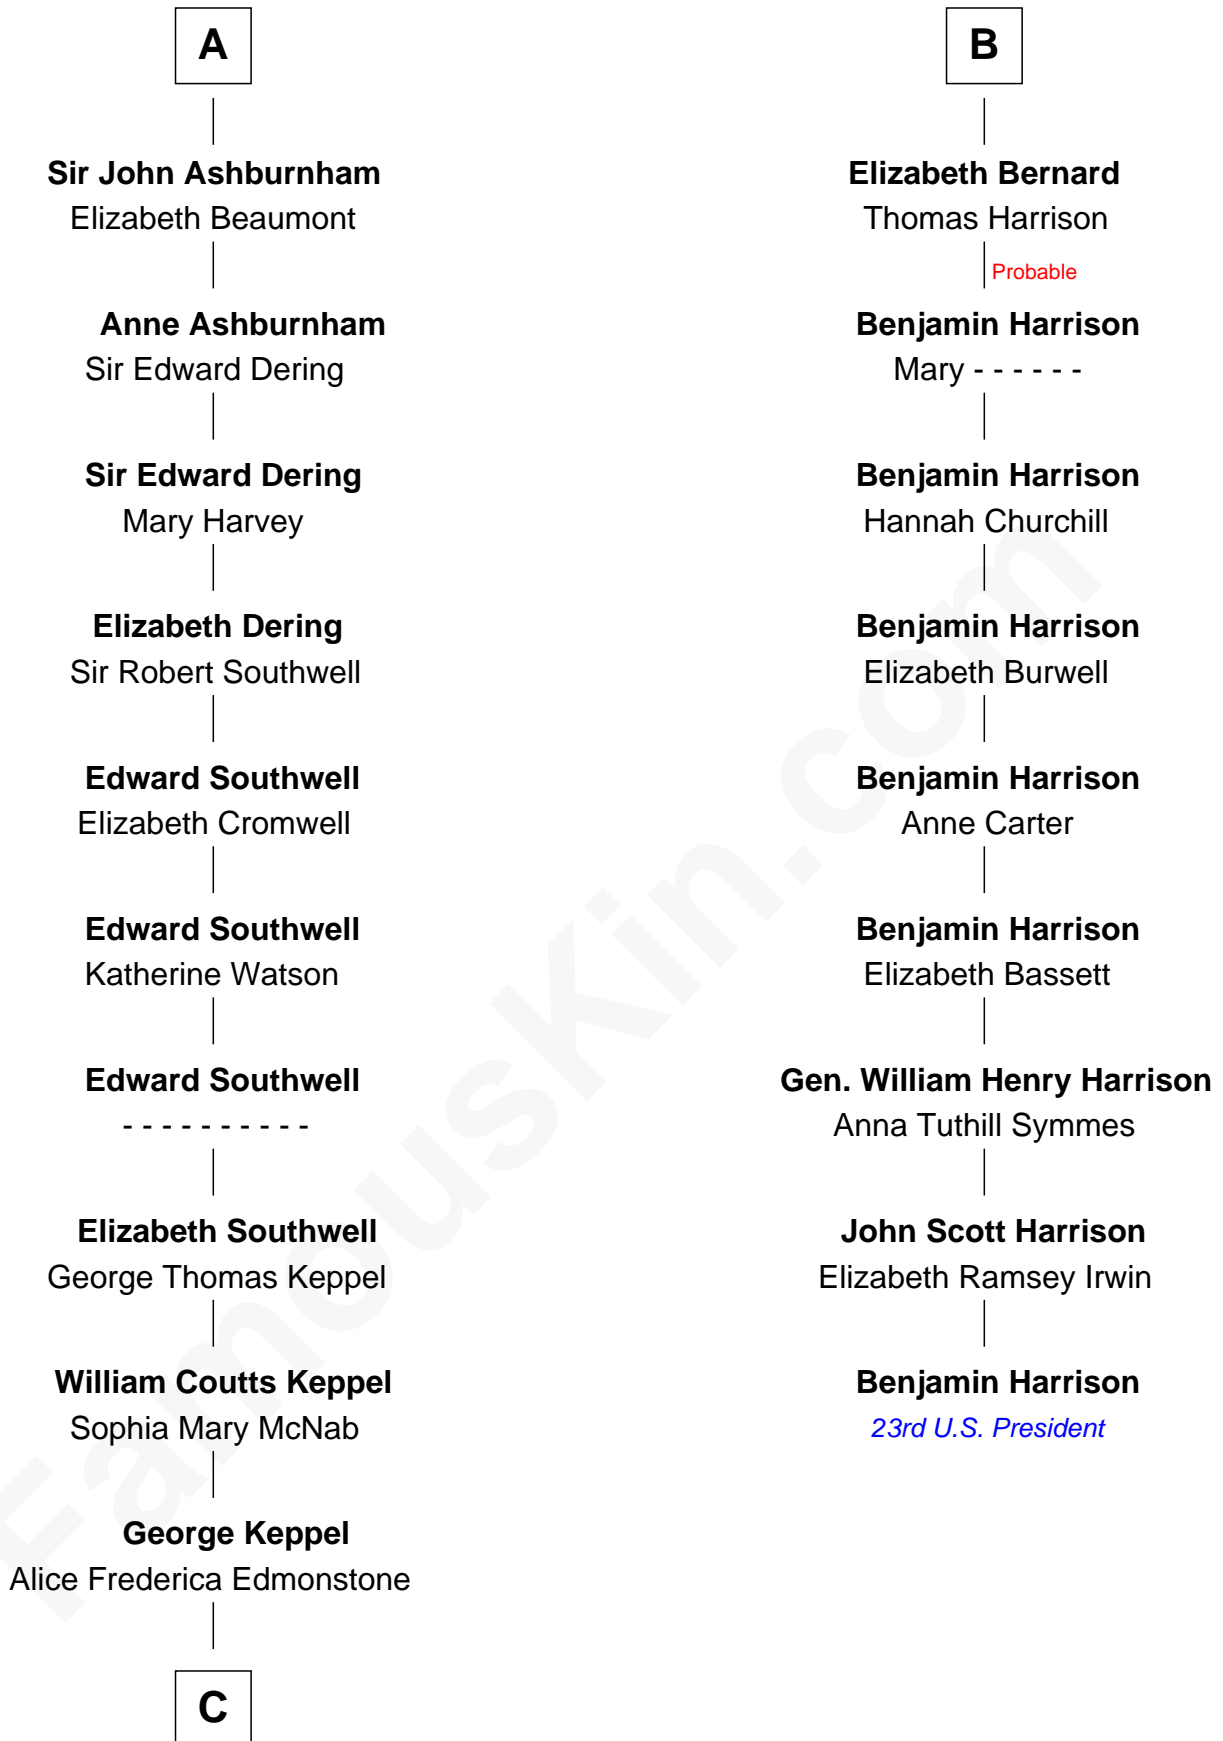 A
Sir John Ashburnham
Elizabeth Beaumont
Anne Ashburnham
Sir Edward Dering
Sir Edward Dering
Mary Harvey
Elizabeth Dering
Sir Robert Southwell
Edward Southwell
Elizabeth Cromwell
Edward Southwell
Katherine Watson
Edward Southwell
- - - - - - - - - -
Elizabeth Southwell
George Thomas Keppel
William Coutts Keppel
Sophia Mary McNab
George Keppel
Alice Frederica Edmonstone
C
B
Elizabeth Bernard
Thomas Harrison
Probable
Benjamin Harrison
Mary - - - - - -
Benjamin Harrison
Hannah Churchill
Benjamin Harrison
Elizabeth Burwell
Benjamin Harrison
Anne Carter
Benjamin Harrison
Elizabeth Bassett
Gen. William Henry Harrison
Anna Tuthill Symmes
John Scott Harrison
Elizabeth Ramsey Irwin
Benjamin Harrison
23rd U.S. President
FamousKin.com